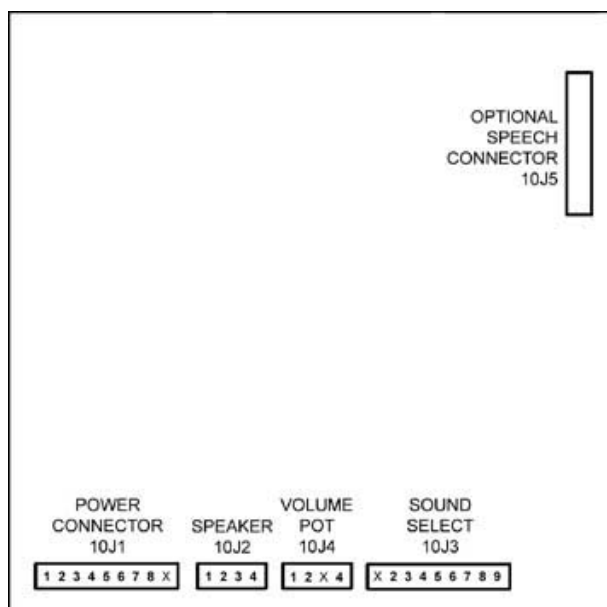 OPTIONAL
SPEECH
CONNECTOR
10J5
POWER
CONNECTOR
10J1
1 2 3 4 5 6 7 8 X
SPEAKER
10J2
1 2 3 4
VOLUME
POT
10J4
1 2 X 4
SOUND
SELECT
10J3
X 2 3 4 5 6 7 8 9